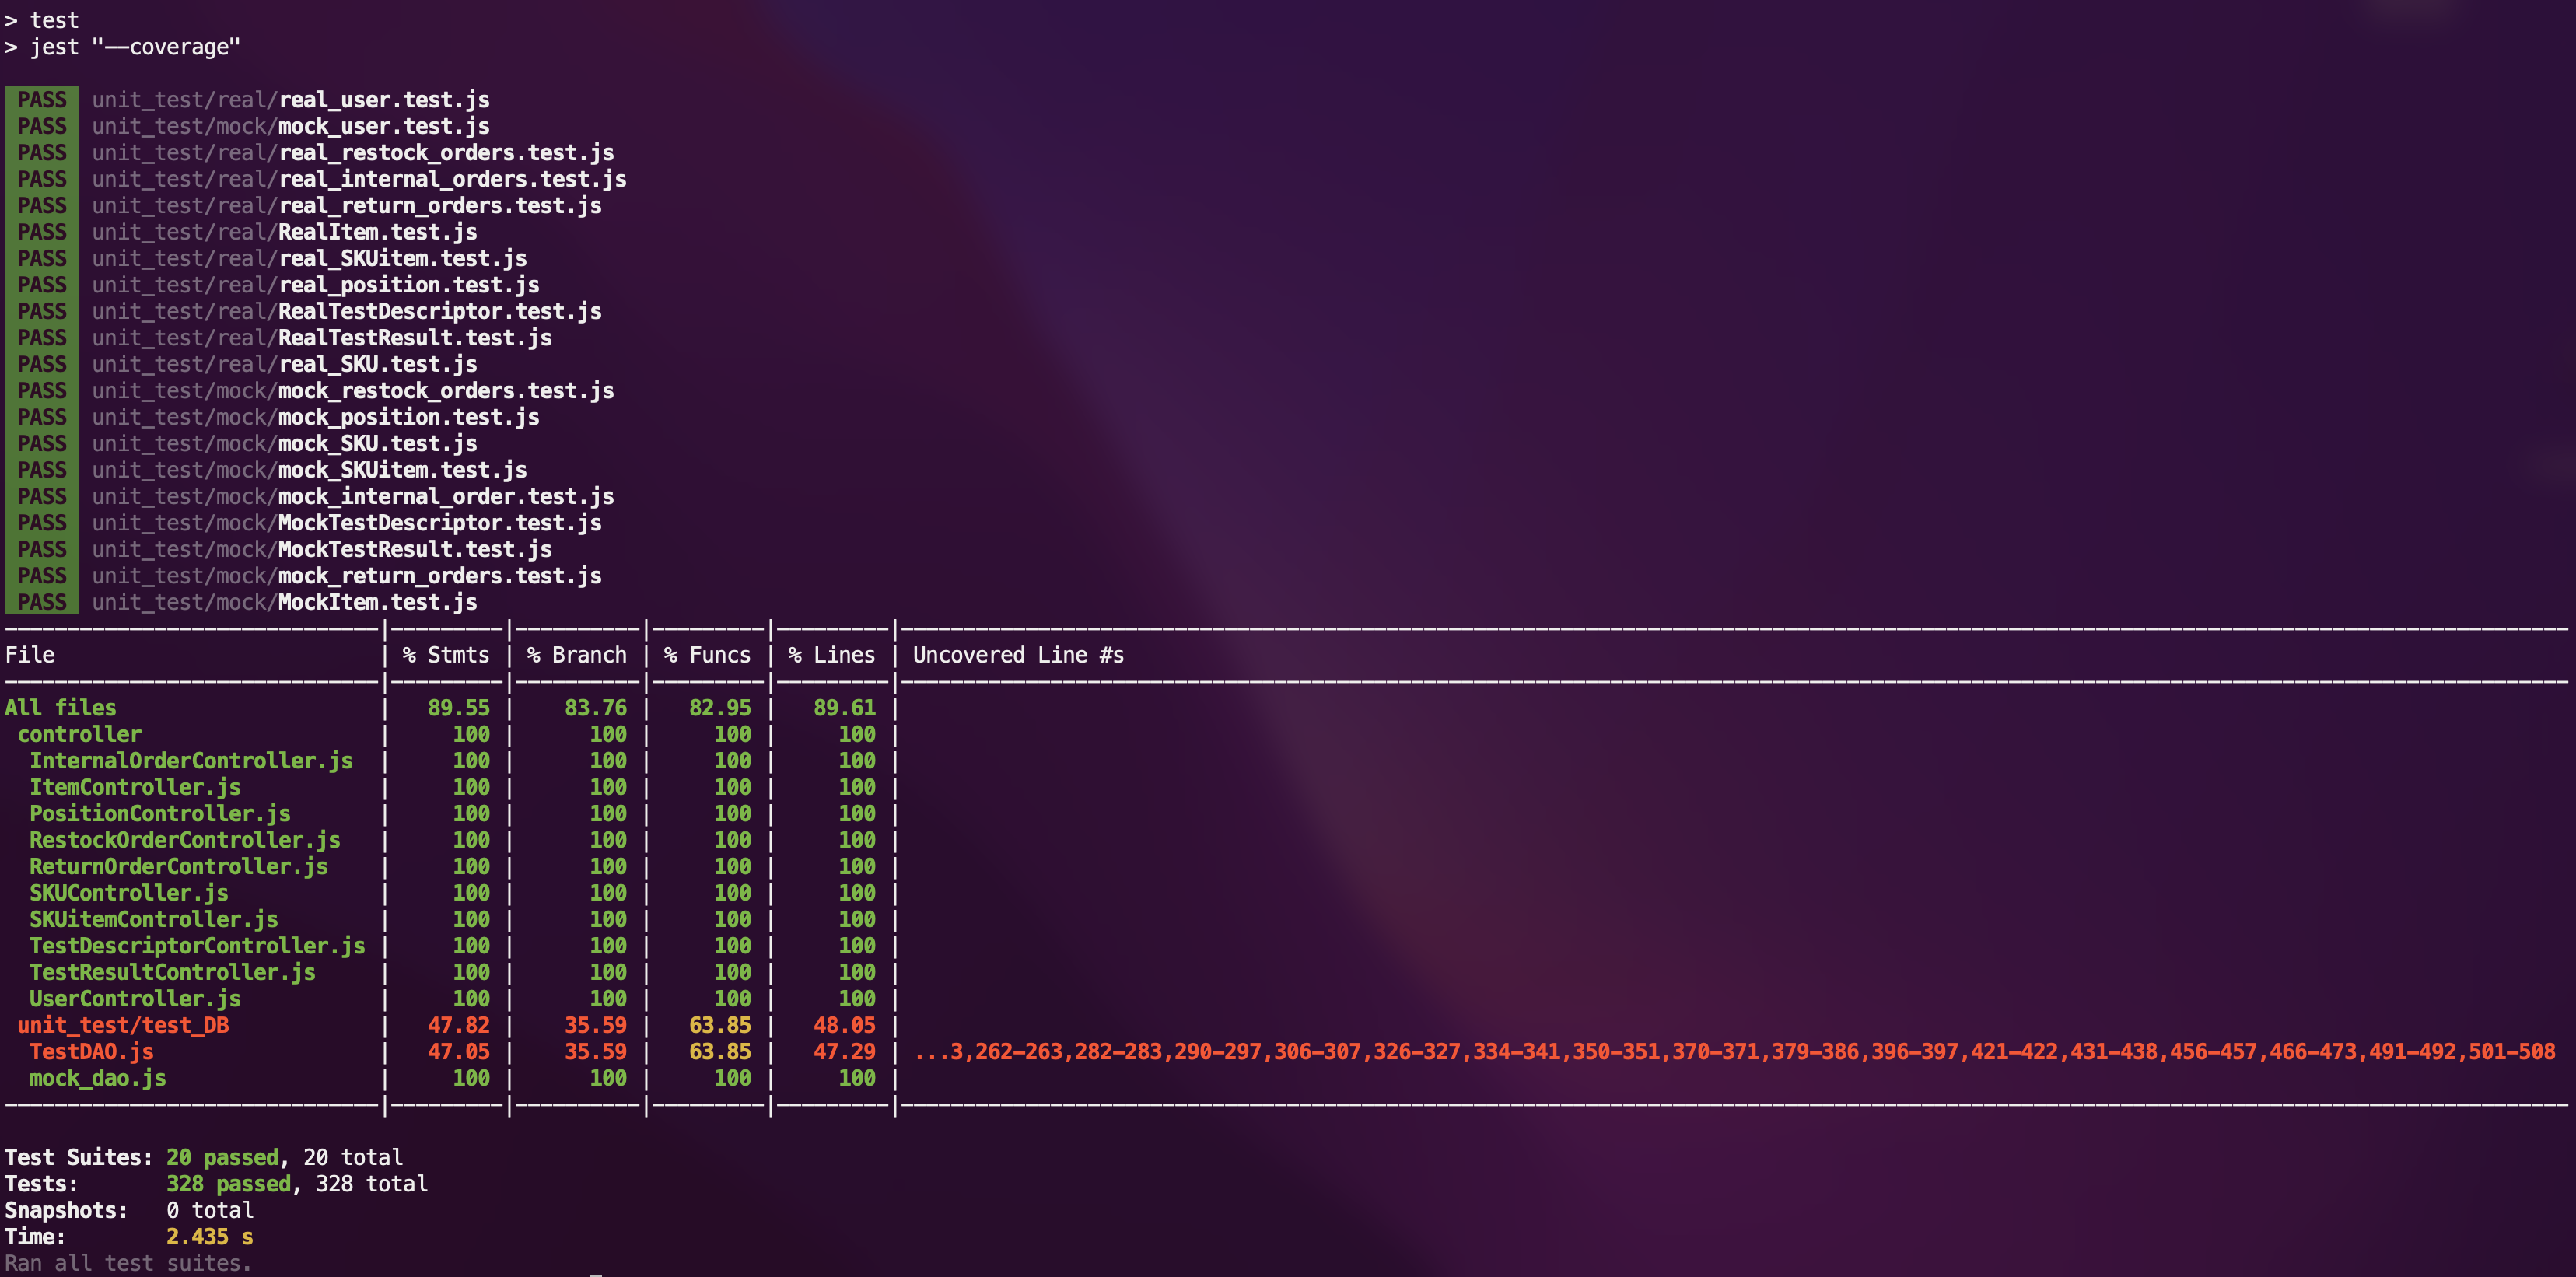 > test
> jest "--coverage"
PASS unit_test/real/real_user.test.js
PASS unit_test/mock/mock_user.test.js
PASS unit_test/real/real_restock_orders.test.js
PASS unit_test/real/real_internal_orders.test.js
PASS unit_test/real/real_return_orders.test.js
PASS unit_test/real/RealItem.test.js
PASS unit_test/real/real_SKUitem.test.js
PASS unit_test/real/real_position.test.js
PASS unit_test/real/RealTestDescriptor.test.js
PASS unit_test/real/RealTestResult.test.js
PASS unit_test/real/real_SKU.test.js
PASS unit_test/mock/mock_restock_orders.test.js
PASS unit_test/mock/mock_position.test.js
PASS unit_test/mock/mock_SKU.test.js
PASS unit_test/mock/mock_SKUitem.test.js
PASS unit_test/mock/mock_internal_order.test.js
PASS unit_test/mock/MockTestDescriptor.test.js
PASS unit_test/mock/MockTestResult.test.js
PASS unit_test/mock/mock_return_orders.test.js
PASS unit_test/mock/MockItem.test.js
File | % Stmts | % Branch | % Funcs | % Lines | Uncovered Line #s
All files | 89.55 | 83.76 | 82.95 | 89.61 |
controller | 100 | 100 | 100 | 100 |
InternalOrderController.js | 100 | 100 | 100 | 100 |
ItemController.js | 100 | 100 | 100 | 100 |
PositionController.js | 100 | 100 | 100 | 100 |
RestockOrderController.js | 100 | 100 | 100 | 100 |
ReturnOrderController.js | 100 | 100 | 100 | 100 |
SKUController.js | 100 | 100 | 100 | 100 |
SKUitemController.js | 100 | 100 | 100 | 100 |
TestDescriptorController.js | 100 | 100 | 100 | 100 |
TestResultController.js | 100 | 100 | 100 | 100 |
UserController.js | 100 | 100 | 100 | 100 |
unit_test/test_DB | 47.82 | 35.59 | 63.85 | 48.05 |
TestDAO.js | 47.05 | 35.59 | 63.85 | 47.29 | ...3,262-263,282-283,290-297,306-307,326-327,334-341,350-351,370-371,379-386,396-397,421-422,431-438,456-457,466-473,491-492,501-508
mock_dao.js | 100 | 100 | 100 | 100 |
Test Suites: 20 passed, 20 total
Tests: 328 passed, 328 total
Snapshots: 0 total
Time: 2.435 s
Ran all test suites.